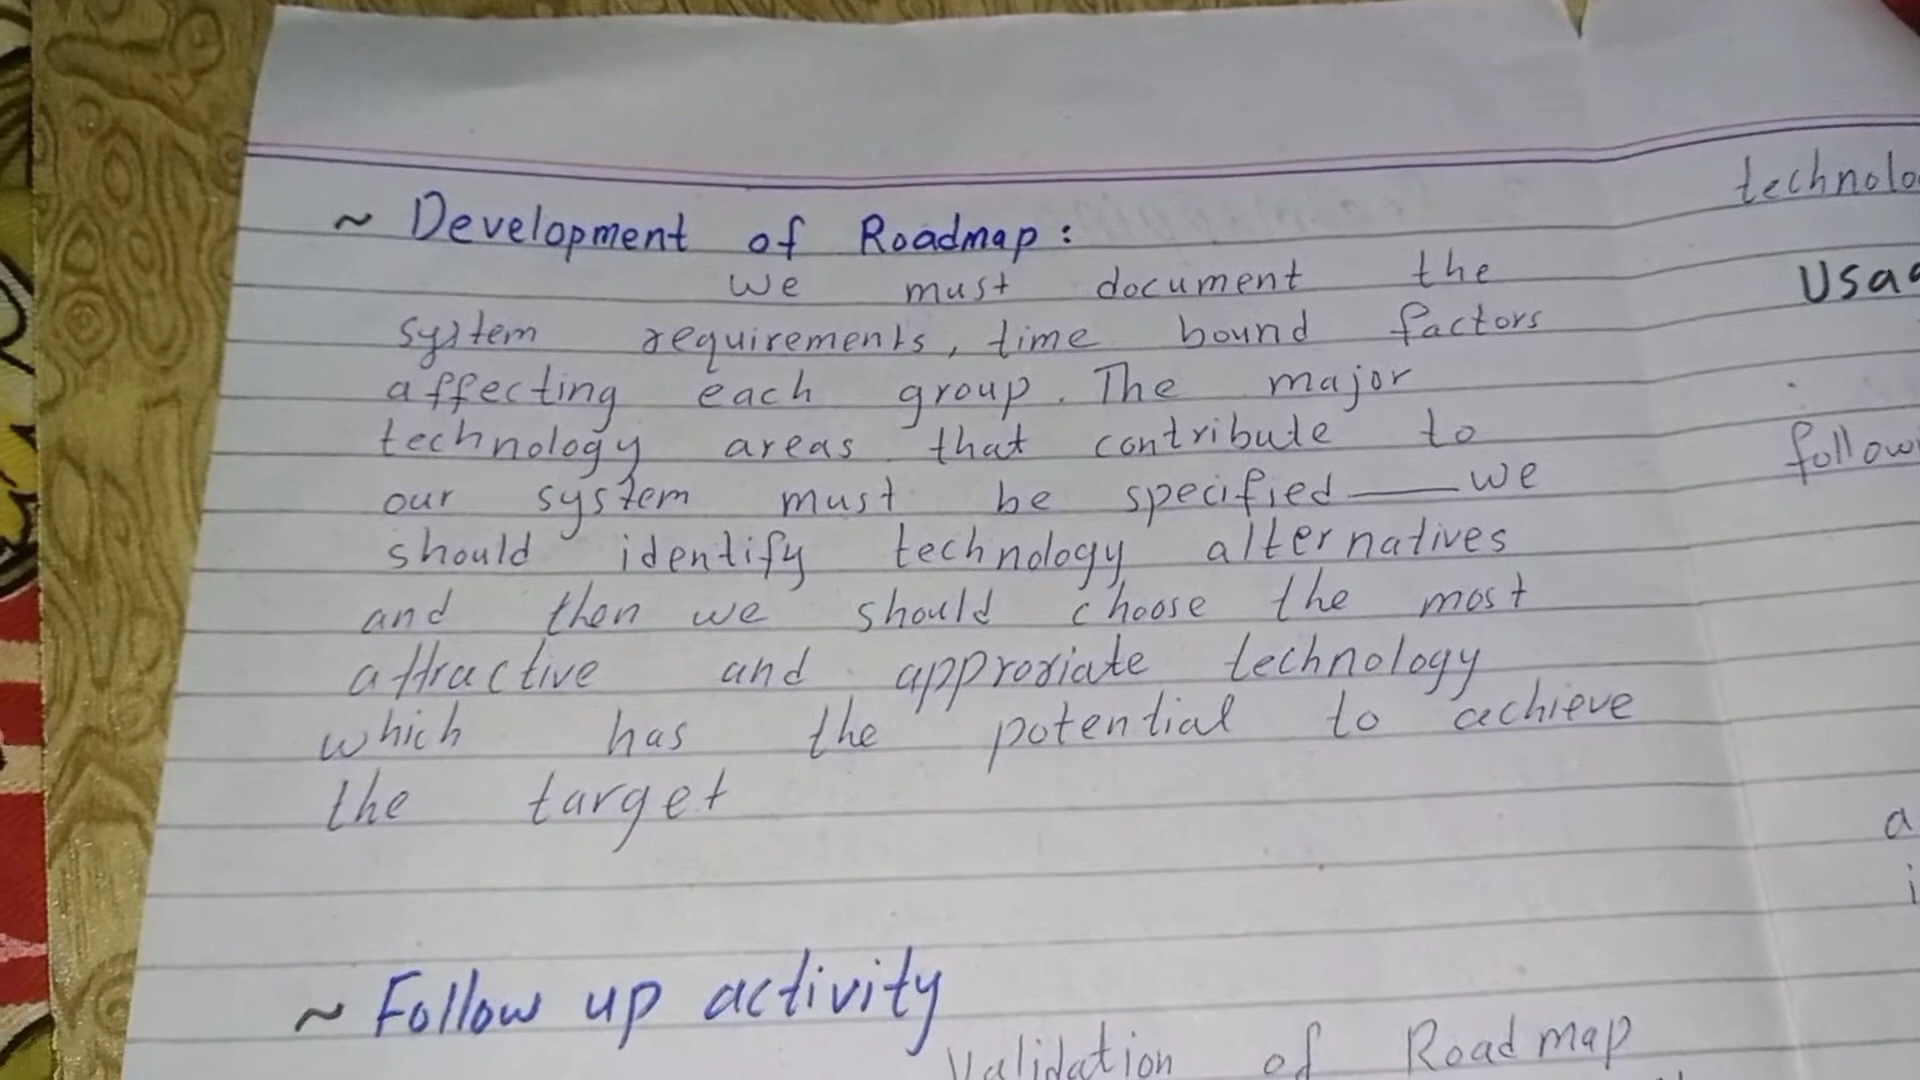 ~ Development of Roadmap:
we must document the
system requirements, time bound factors
affecting each group. The major
technology areas that contribute to
our system must be specified — we
should identify technology alternatives
and then we should choose the most
attractive and approriate technology
which has the potential to achieve
the target
~ Follow up activity
Validation of Roadmap
technolo
Usag
follow
a
i